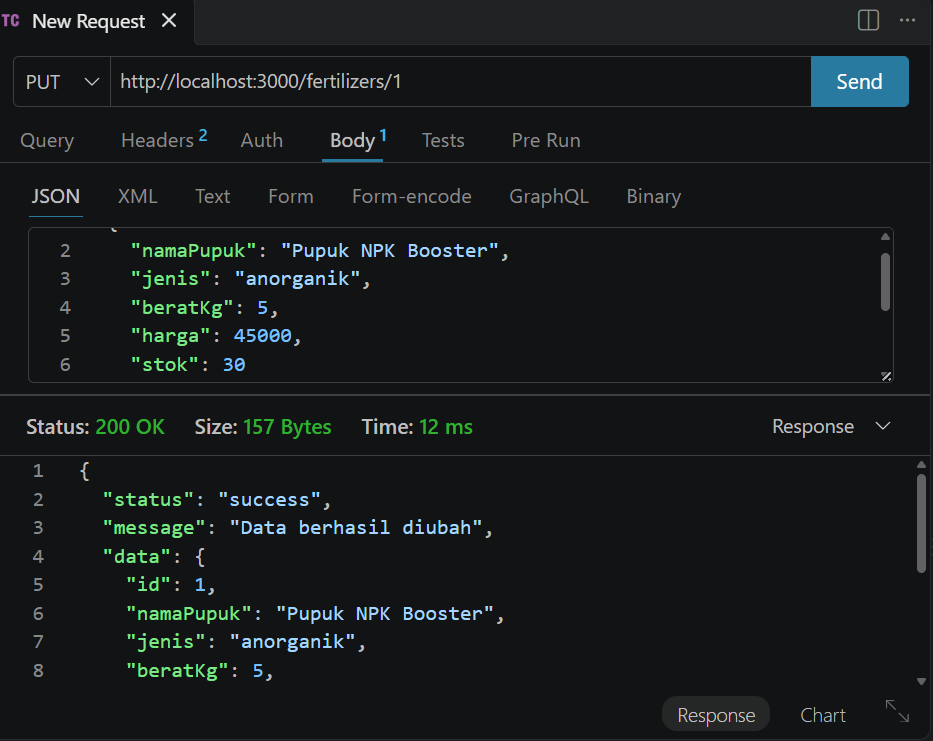 TC New Request
PUT http://localhost:3000/fertilizers/1 Send
Query Headers 2 Auth Body 1 Tests Pre Run
JSON XML Text Form Form-encode GraphQL Binary
2 "namaPupuk": "Pupuk NPK Booster",
3 "jenis": "anorganik",
4 "beratKg": 5,
5 "harga": 45000,
6 "stok": 30
Status: 200 OK Size: 157 Bytes Time: 12 ms Response
1 {
2 "status": "success",
3 "message": "Data berhasil diubah",
4 "data": {
5 "id": 1,
6 "namaPupuk": "Pupuk NPK Booster",
7 "jenis": "anorganik",
8 "beratKg": 5,
Response Chart